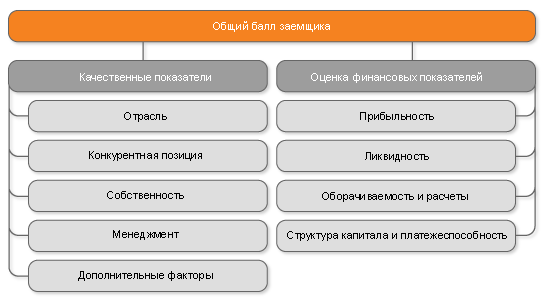 Общий балл заемщика
Качественные показатели
Отрасль
Конкурентная позиция
Собственность
Менеджмент
Дополнительные факторы
Оценка финансовых показателей
Прибыльность
Ликвидность
Оборачиваемость и расчеты
Структура капитала и платежеспособность